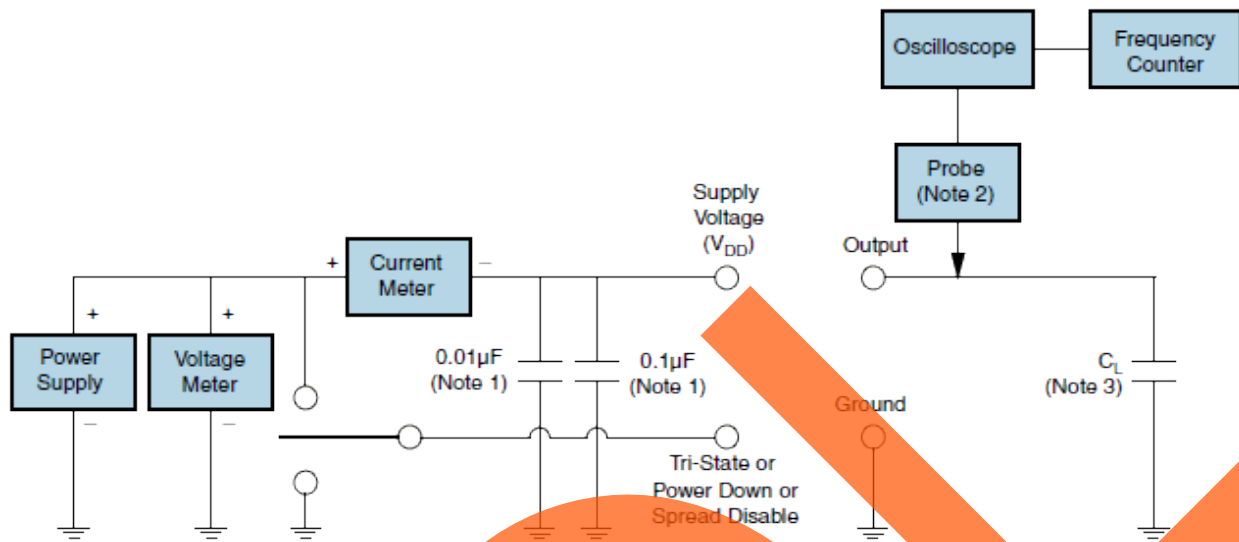 Oscilloscope
Frequency
Counter
Probe
(Note 2)
Supply
Voltage
(VDD)
Output
+
Current
Meter
–
+
+
Power
Supply
Voltage
Meter
–
–
0.01µF
(Note 1)
0.1µF
(Note 1)
CL
(Note 3)
Ground
Tri-State or
Power Down or
Spread Disable